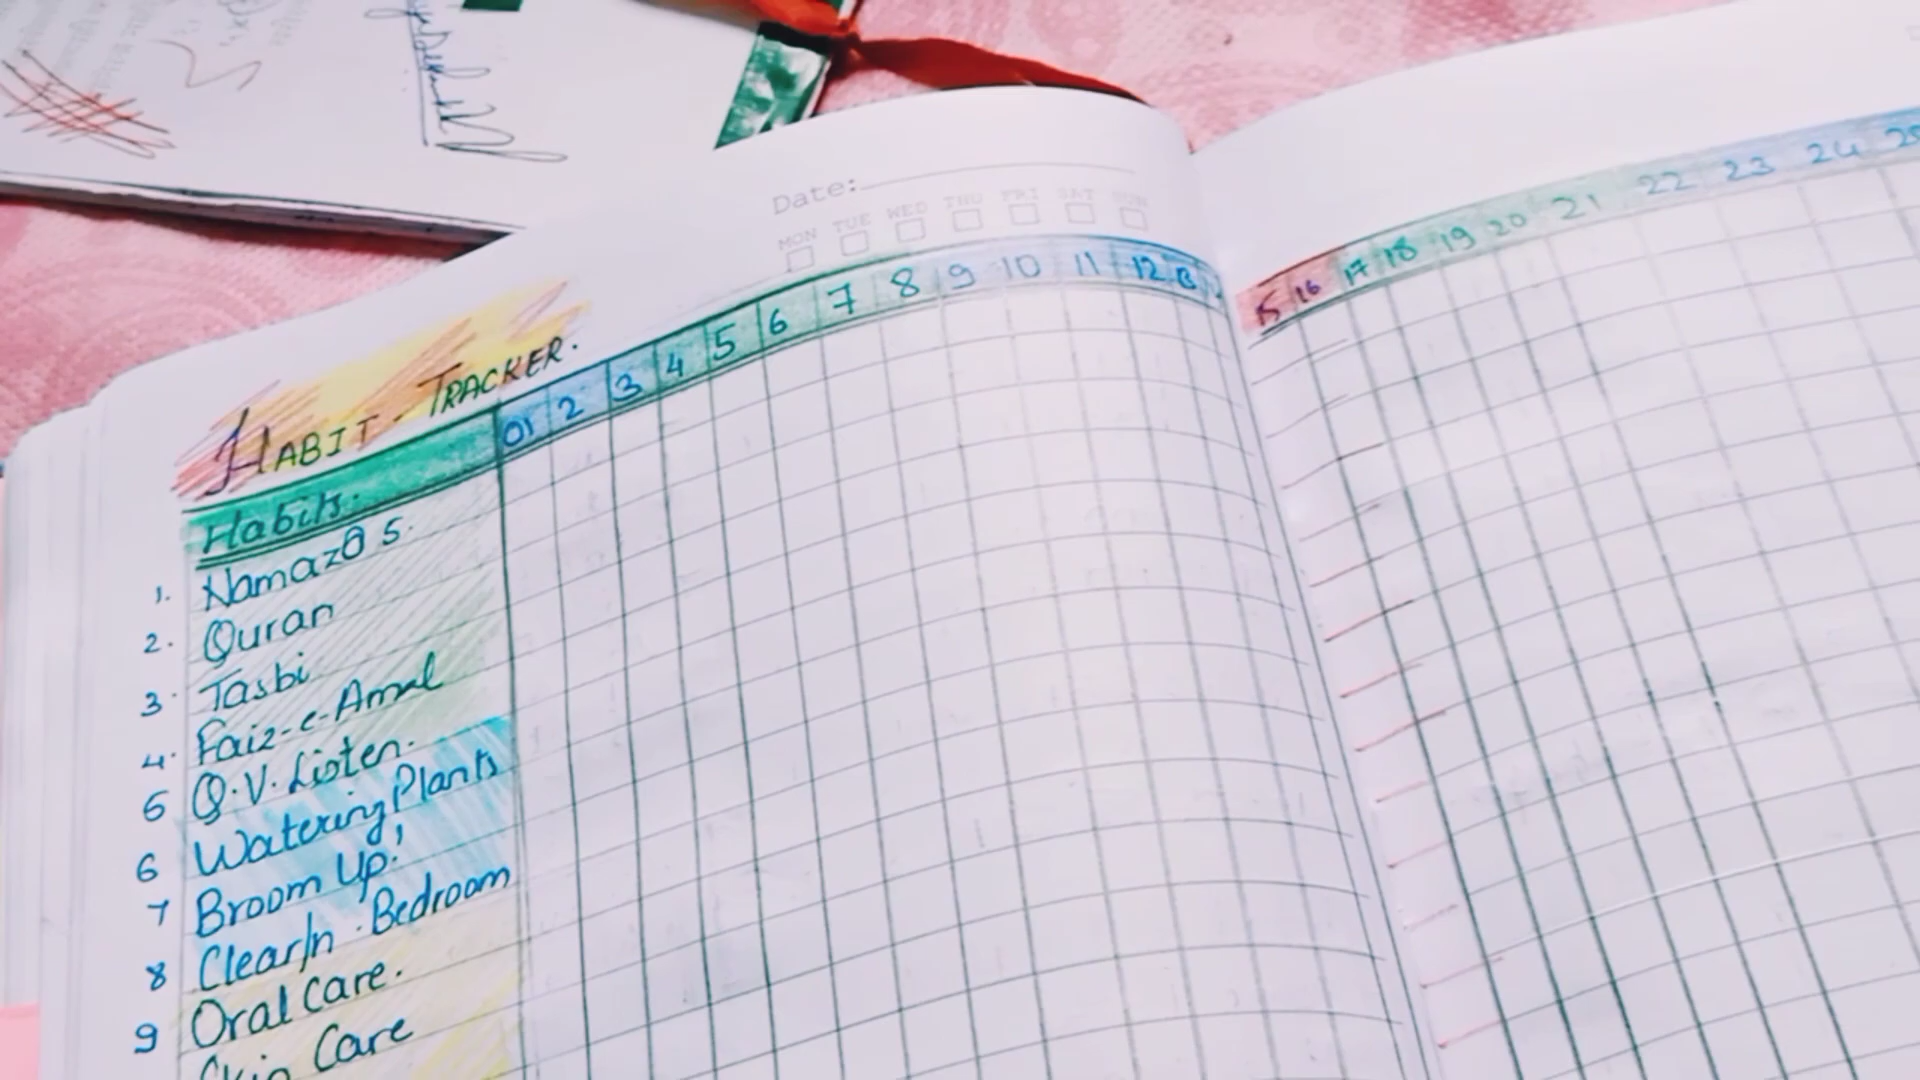 Date:
MON TUE WED THU FRI SAT SUN
HABIT - TRACKER.
Habits. 01 2 3 4 5 6 7 8 9 10 11 12 13
15 16 17 18 19 20 21 22 23 24 25
1. Namaz 5.
2. Quran
3. Tasbi
4. Faiz-e-Amal
5 Q.V. Listen.
6 Watering Plants
7 Broom Up.
8 Clear/n. Bedroom
9 Oral Care.
Skin Care